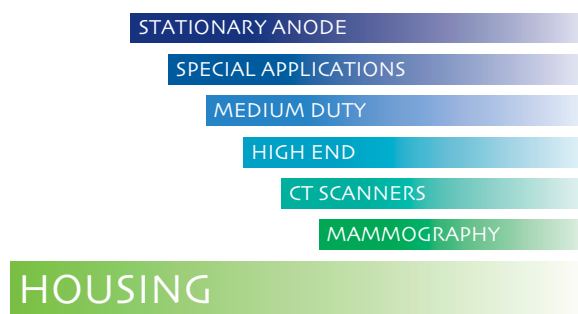 STATIONARY ANODE
SPECIAL APPLICATIONS
MEDIUM DUTY
HIGH END
CT SCANNERS
MAMMOGRAPHY
HOUSING